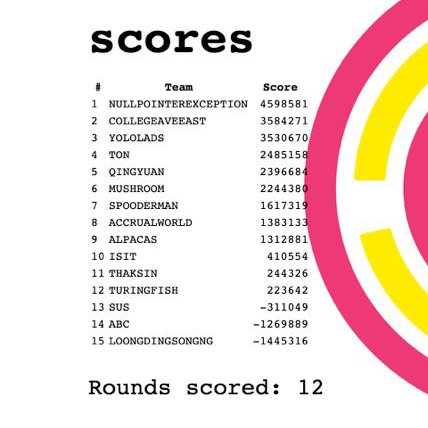 scores
# Team Score
1 NULLPOINTEREXCEPTION 4598581
2 COLLEGEAVEEAST 3584271
3 YOLOLADS 3530670
4 TON 2485158
5 QINGYUAN 2396684
6 MUSHROOM 2244380
7 SPOODERMAN 1617319
8 ACCRUALWORLD 1383133
9 ALPACAS 1312881
10 ISIT 410554
11 THAKSIN 244326
12 TURINGFISH 223642
13 SUS -311049
14 ABC -1269889
15 LOONGDINGSONGNG -1445316
Rounds scored: 12